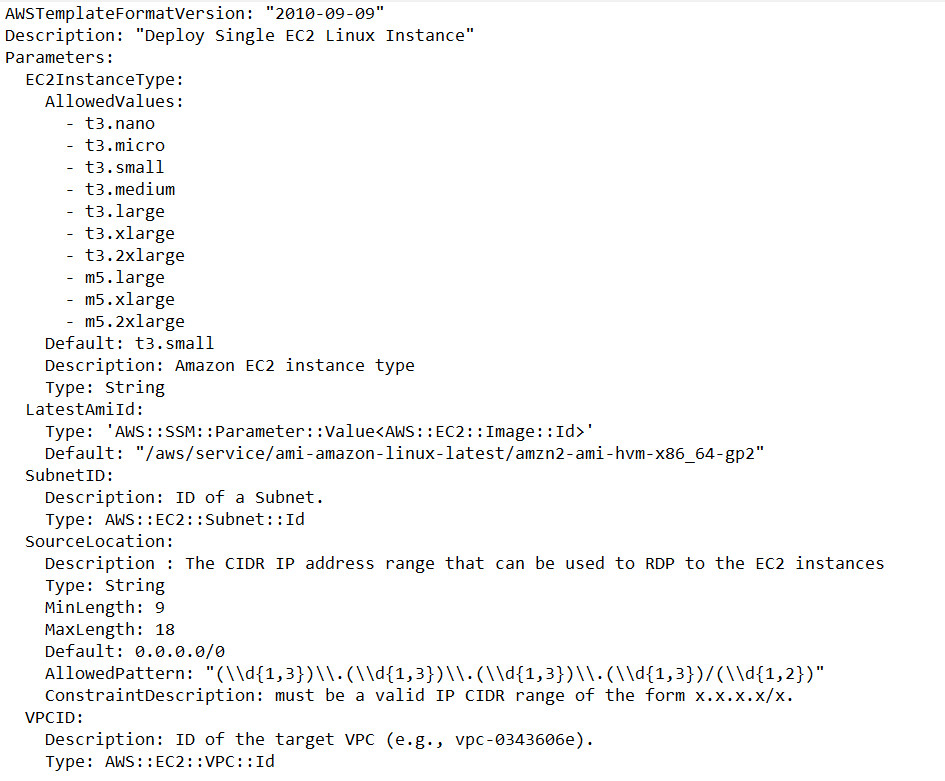 AWSTemplateFormatVersion: "2010-09-09"
Description: "Deploy Single EC2 Linux Instance"
Parameters:
  EC2InstanceType:
    AllowedValues:
      - t3.nano
      - t3.micro
      - t3.small
      - t3.medium
      - t3.large
      - t3.xlarge
      - t3.2xlarge
      - m5.large
      - m5.xlarge
      - m5.2xlarge
    Default: t3.small
    Description: Amazon EC2 instance type
    Type: String
  LatestAmiId:
    Type: 'AWS::SSM::Parameter::Value<AWS::EC2::Image::Id>'
    Default: "/aws/service/ami-amazon-linux-latest/amzn2-ami-hvm-x86_64-gp2"
  SubnetID:
    Description: ID of a Subnet.
    Type: AWS::EC2::Subnet::Id
  SourceLocation:
    Description : The CIDR IP address range that can be used to RDP to the EC2 instances
    Type: String
    MinLength: 9
    MaxLength: 18
    Default: 0.0.0.0/0
    AllowedPattern: "(\\d{1,3})\\.(\\d{1,3})\\.(\\d{1,3})\\.(\\d{1,3})/(\\d{1,2})"
    ConstraintDescription: must be a valid IP CIDR range of the form x.x.x.x/x.
  VPCID:
    Description: ID of the target VPC (e.g., vpc-0343606e).
    Type: AWS::EC2::VPC::Id